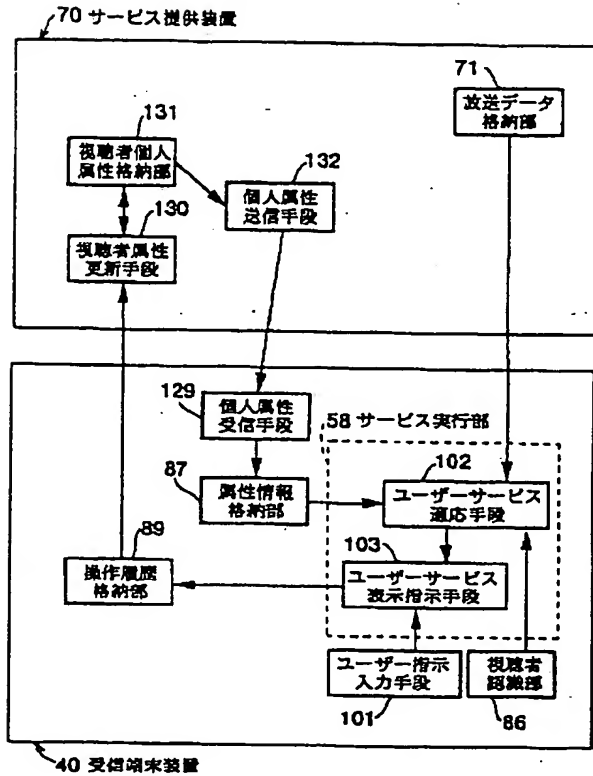 70 サービス提供装置
71
放送データ
格納部
131
視聴者個人
属性格納部
132
個人属性
送信手段
130
視聴者属性
更新手段
129
個人属性
受信手段
58 サービス実行部
87
属性情報
格納部
102
ユーザーサービス
適応手段
89
操作履歴
格納部
103
ユーザーサービス
表示指示手段
ユーザー指示
入力手段
101
視聴者
認識部
86
40 受信端末装置